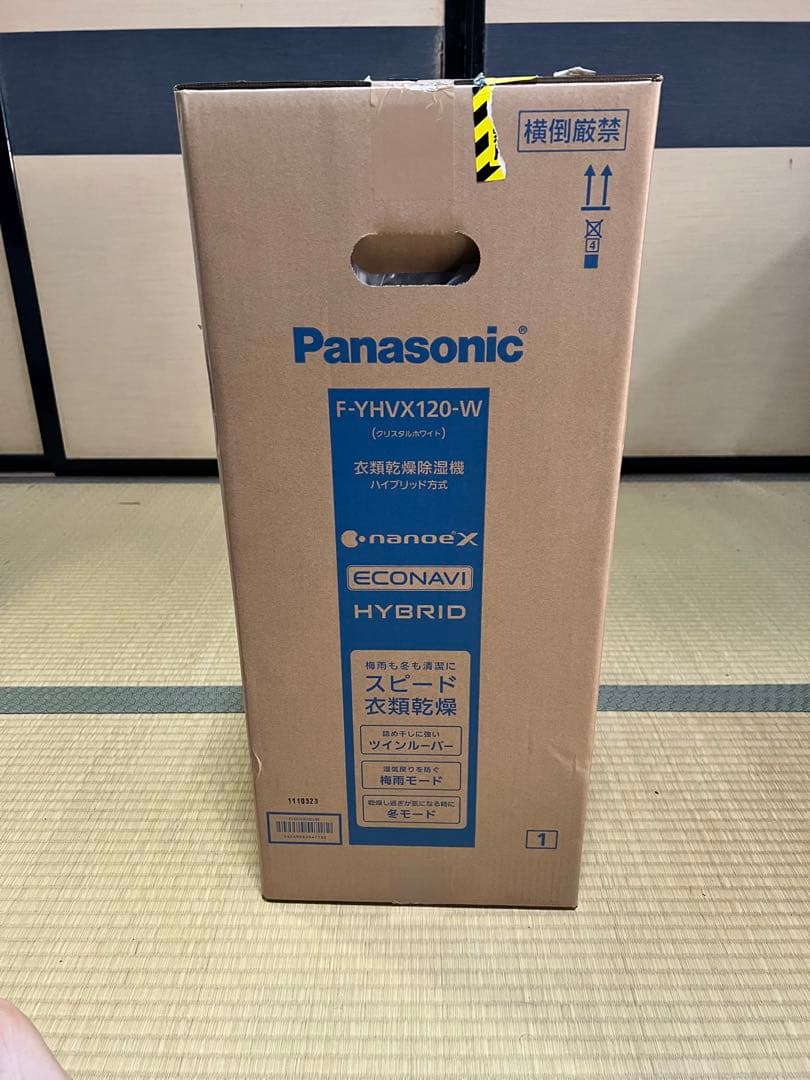 横倒厳禁
4
Panasonic®
F-YHVX120-W
(クリスタルホワイト)
衣類乾燥除湿機
ハイブリッド方式
nanoe X
ECONAVI
HYBRID
梅雨も冬も清潔に
スピード
衣類乾燥
詰め干しに強い
ツインルーバー
湿気戻りを防ぐ
梅雨モード
乾燥し過ぎが気になる時に
冬モード
1110323
1